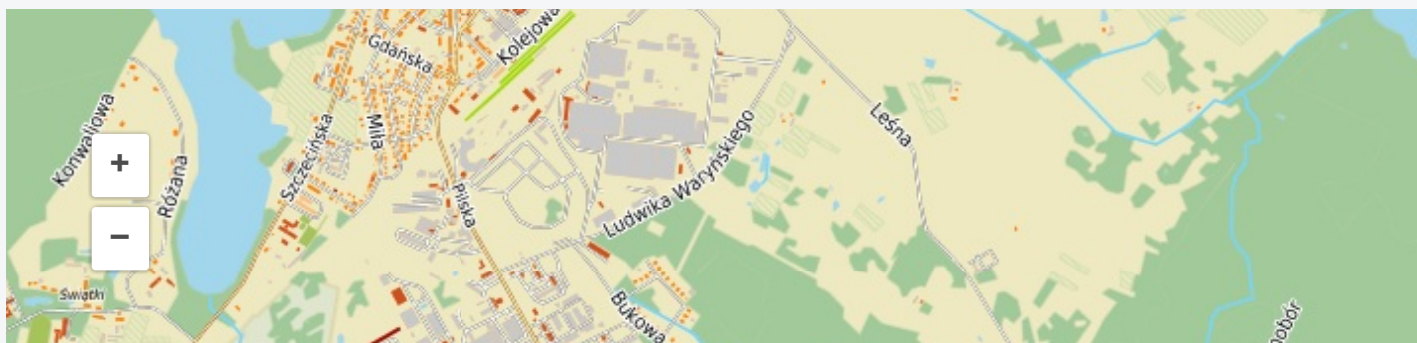 Kolejowa
Gdańska
Konwaliowa
+
Szczecińska
Miła
Leśna
Różana
Pilska
Ludwika Waryńskiego
−
Świątki
Bukowa